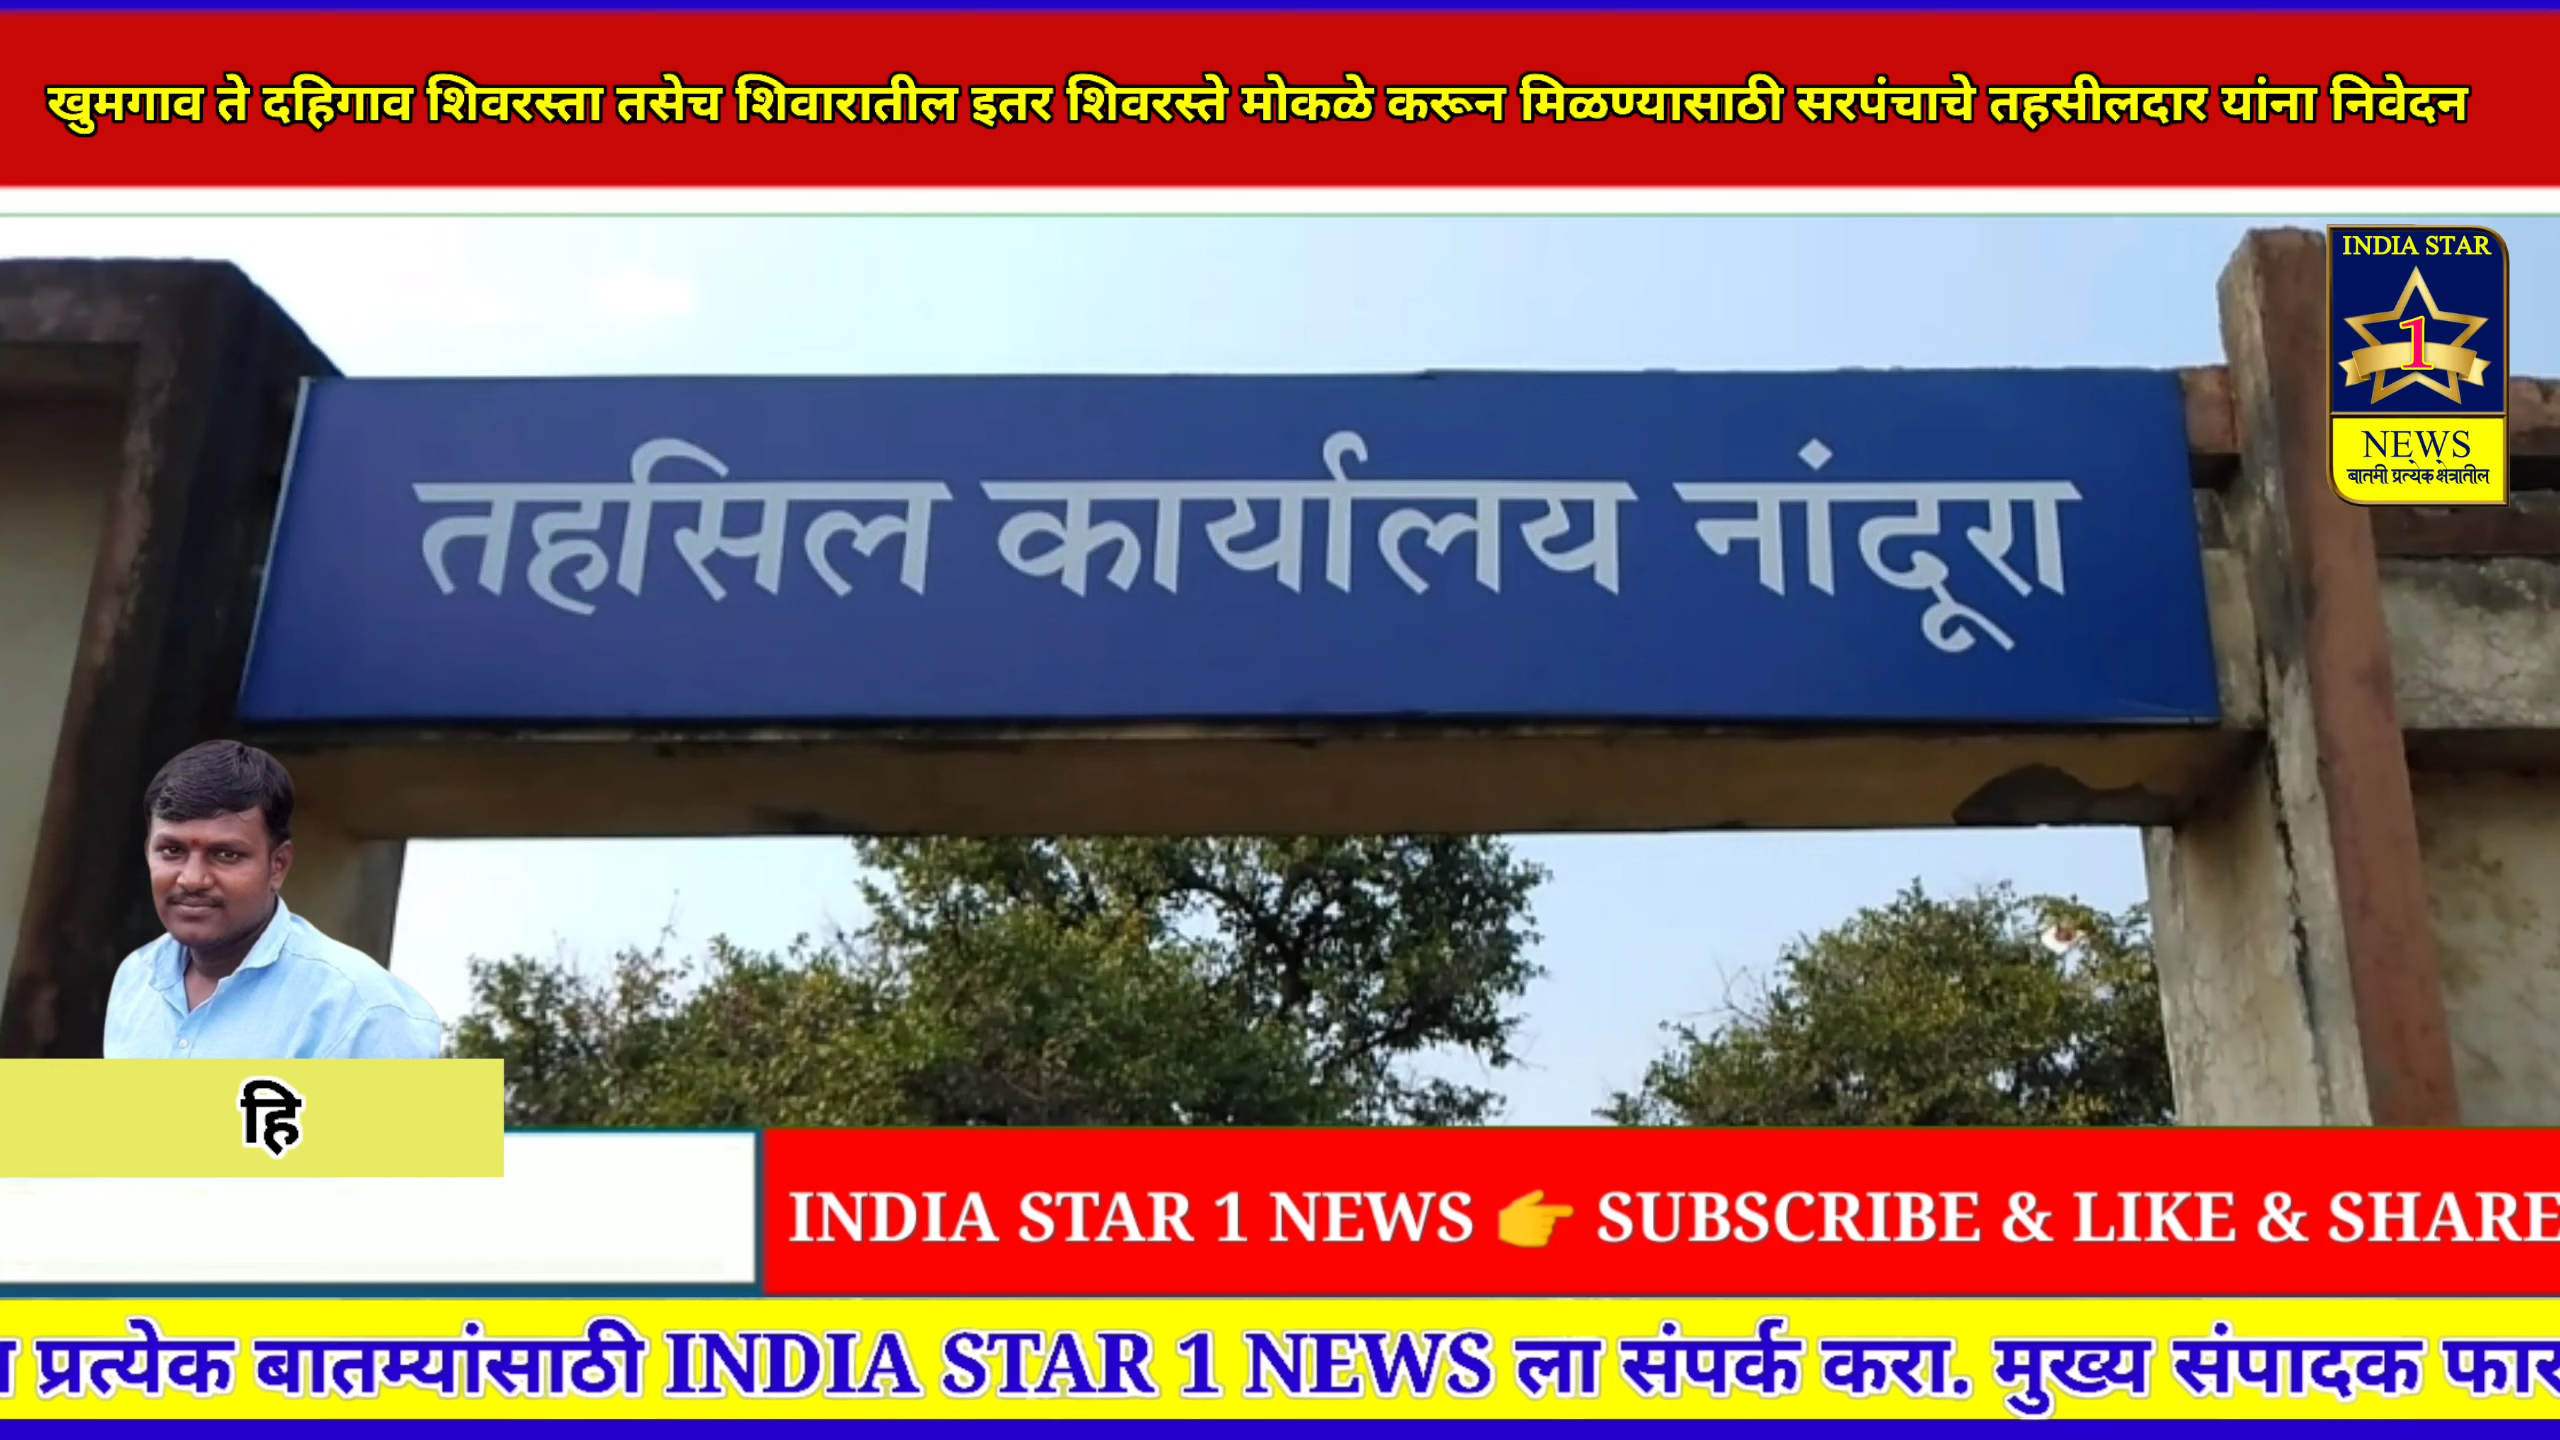 खुमगाव ते दहिगाव शिवरस्ता तसेच शिवारातील इतर शिवरस्ते मोकळे करून मिळण्यासाठी सरपंचाचे तहसीलदार यांना निवेदन
INDIA STAR
1
NEWS
बातमी प्रत्येक क्षेत्रातील
तहसिल कार्यालय नांदूरा
हि
INDIA STAR 1 NEWS 👉 SUBSCRIBE & LIKE & SHARE
प्रत्येक बातम्यांसाठी INDIA STAR 1 NEWS ला संपर्क करा. मुख्य संपादक